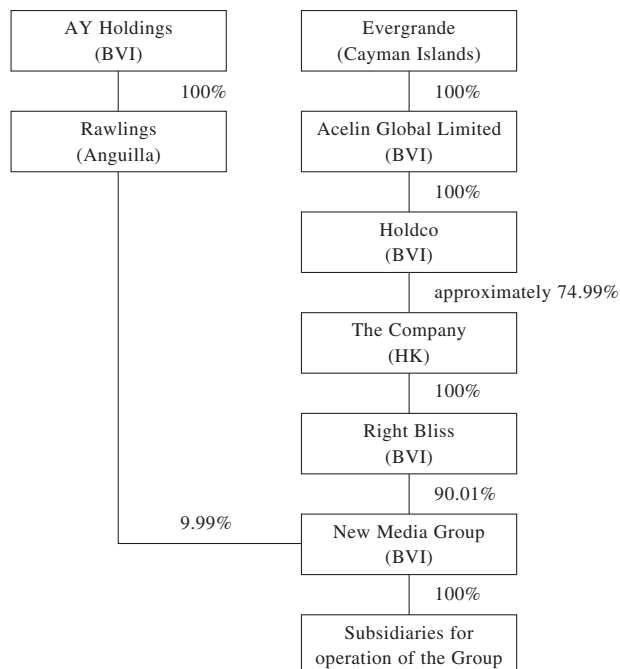 AY Holdings
(BVI)
Evergrande
(Cayman Islands)
100%
100%
Rawlings
(Anguilla)
Acelin Global Limited
(BVI)
100%
Holdco
(BVI)
approximately 74.99%
The Company
(HK)
100%
Right Bliss
(BVI)
90.01%
9.99%
New Media Group
(BVI)
100%
Subsidiaries for
operation of the Group